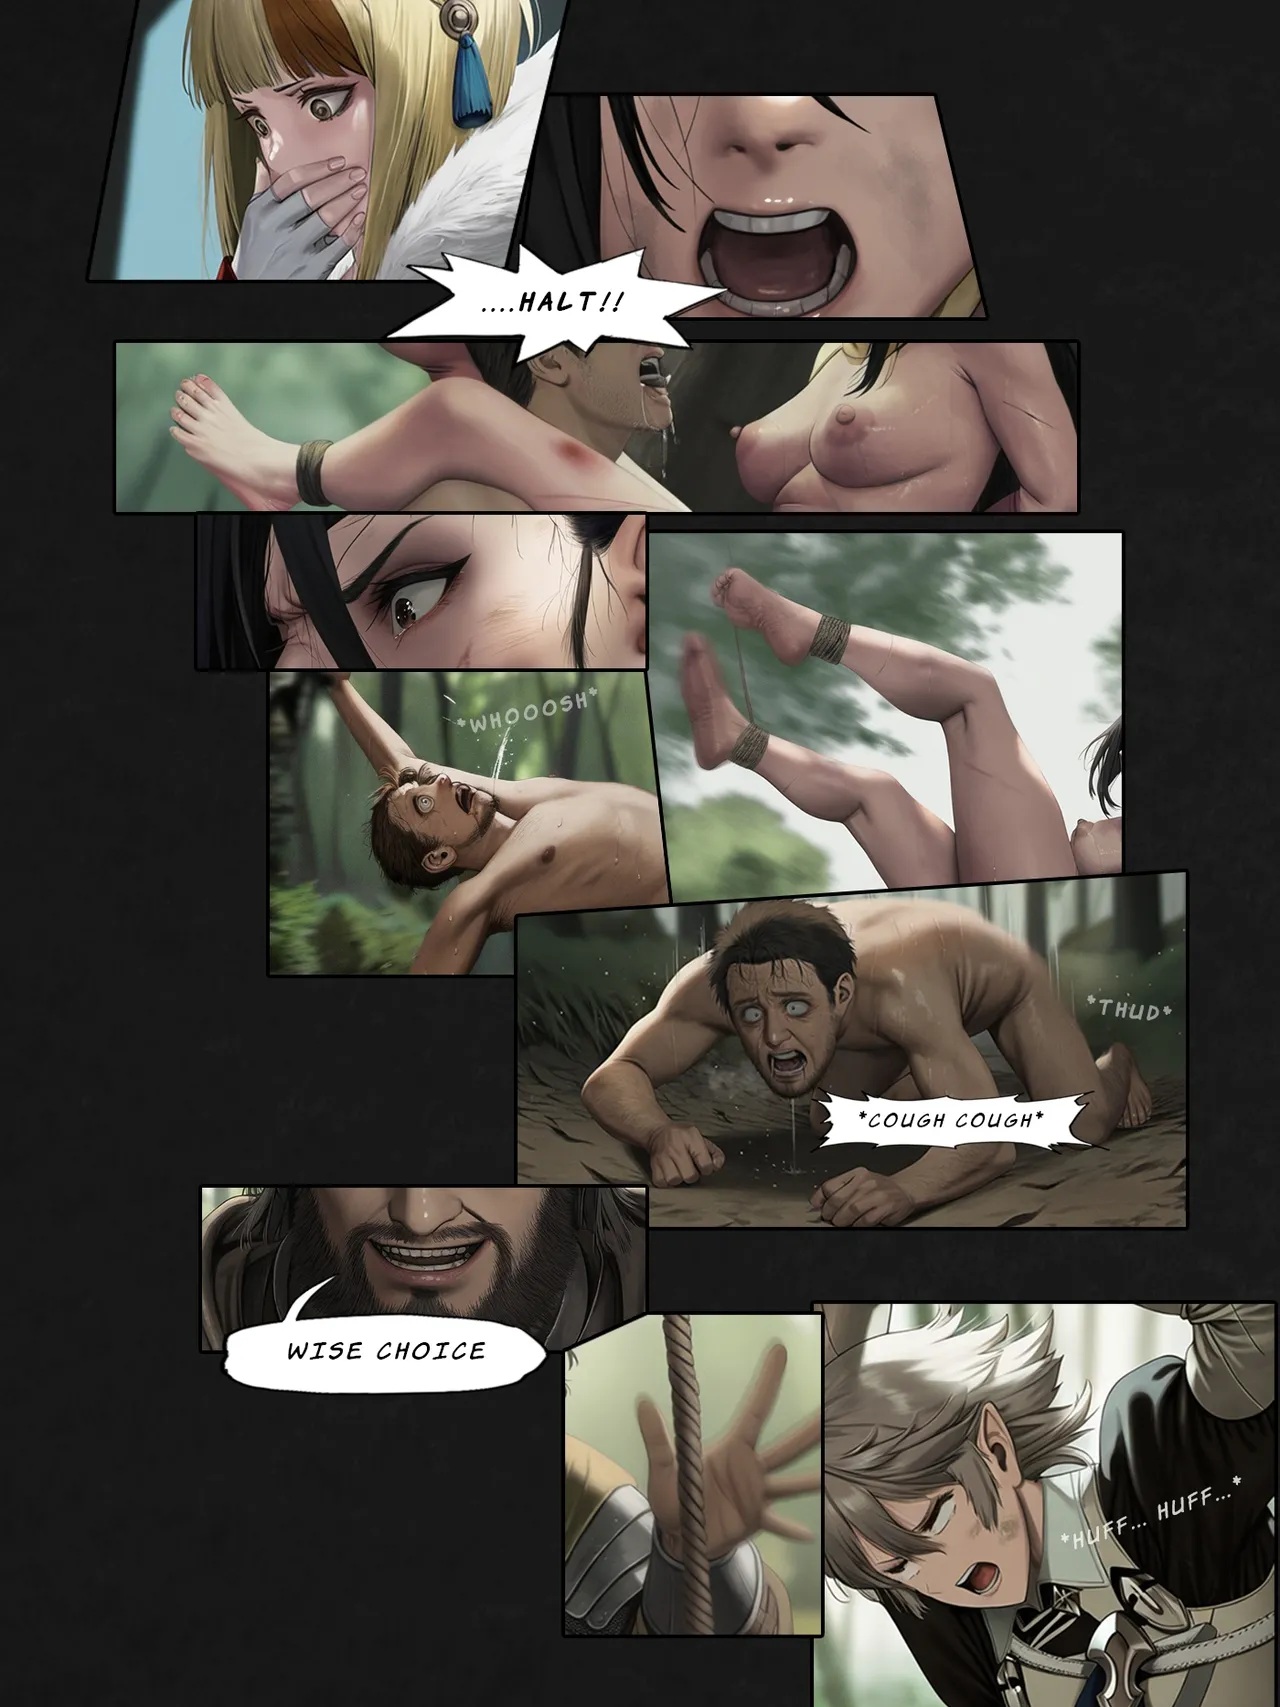 ....HALT!!
*WHOOOSH*
*THUD*
*COUGH COUGH*
WISE CHOICE
*HUFF... HUFF...*